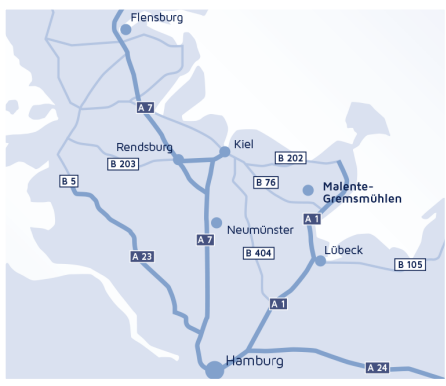 Flensburg
A 7
Rendsburg
Kiel
B 203
B 202
B 5
B 76
Malente-
Gremsmühlen
A 1
Neumünster
A 7
Lübeck
A 23
B 404
B 105
A 1
Hamburg
A 24